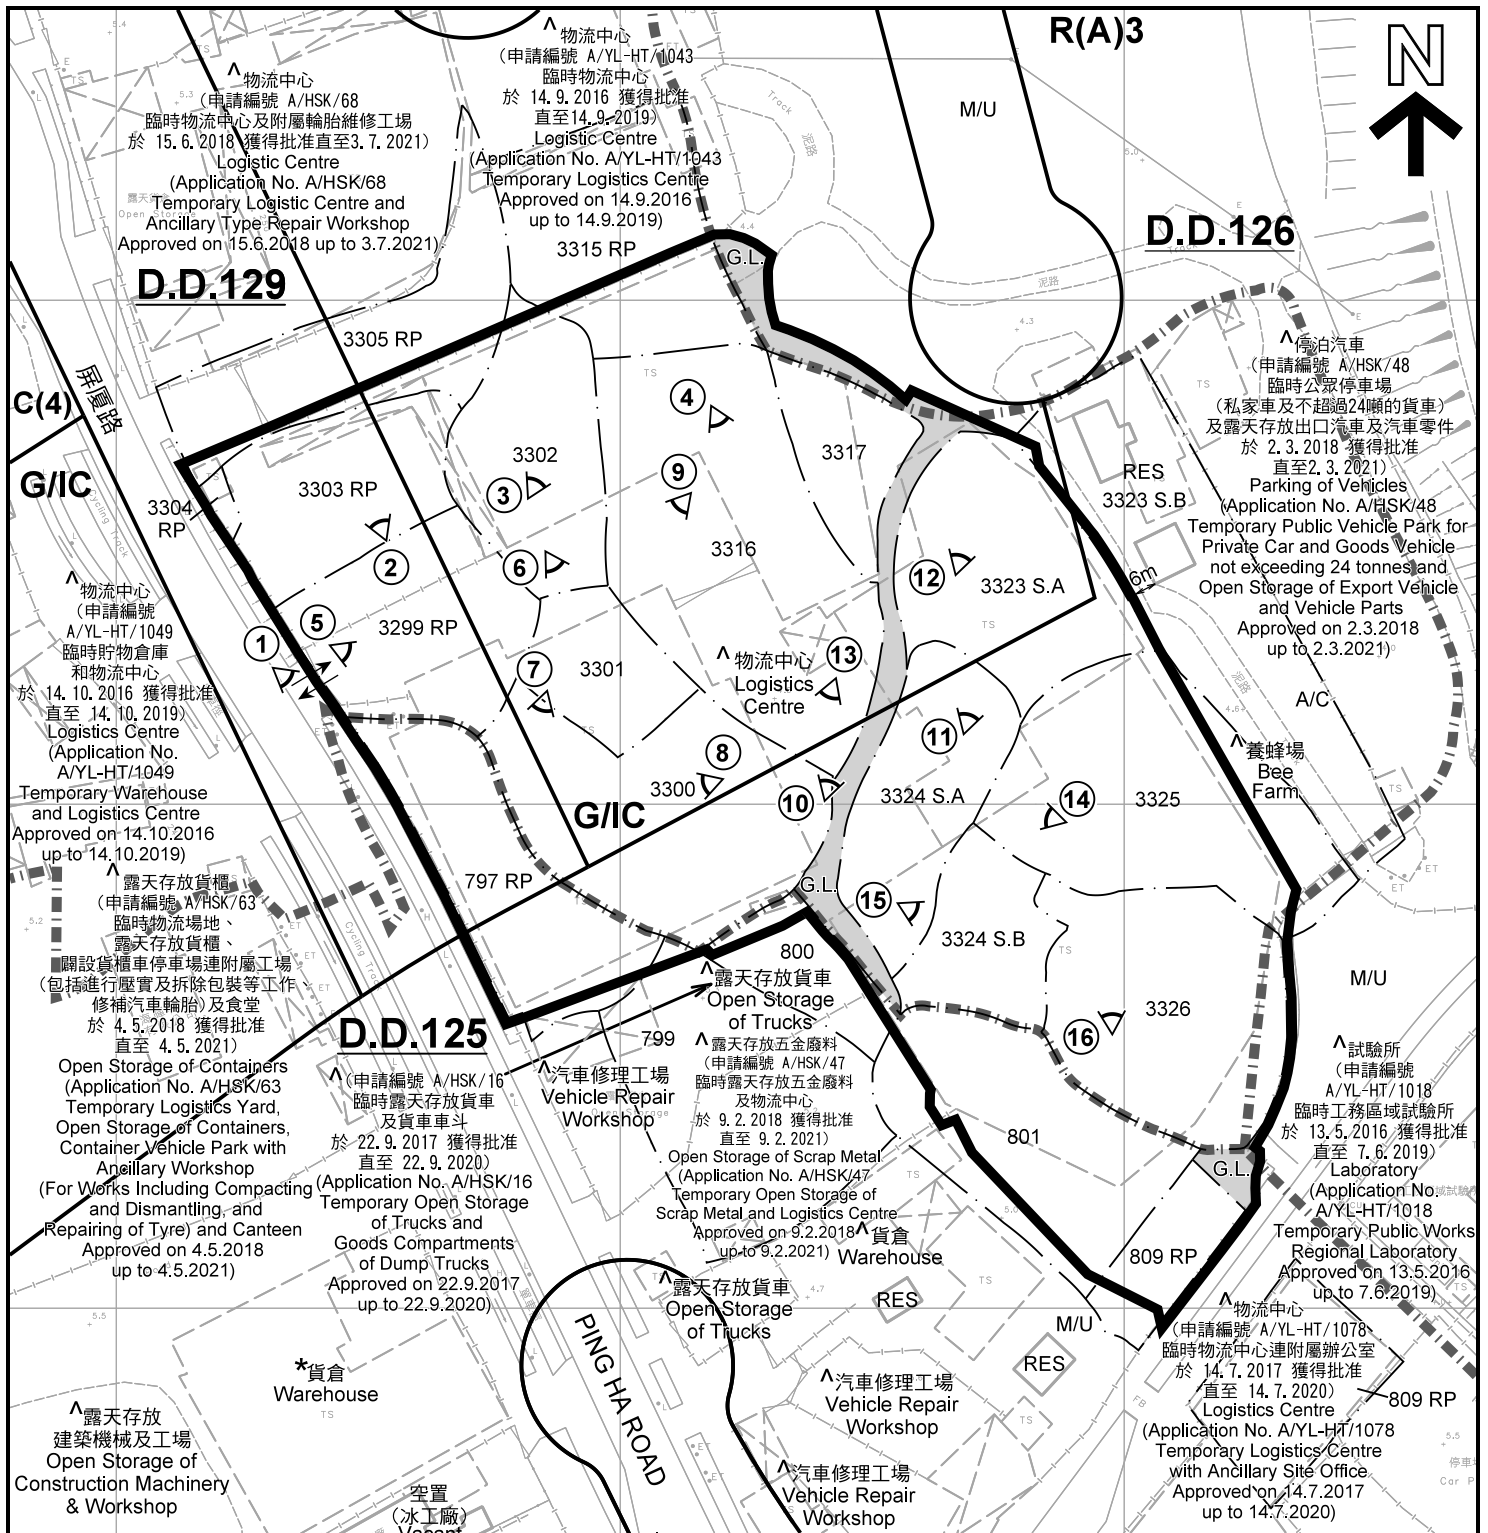 R(A)3
N
M/U
D.D.126
^物流中心
(申請編號 A/HSK/68
臨時物流中心及附屬輪胎維修工場
於 15.6.2018 獲得批准直至3.7.2021)
Logistic Centre
(Application No. A/HSK/68
Temporary Logistic Centre and
Ancillary Type Repair Workshop
Approved on 15.6.2018 up to 3.7.2021)
^物流中心
(申請編號 A/YL-HT/1043
臨時物流中心
於 14.9.2016 獲得批准
直至14.9.2019)
Logistic Centre
(Application No. A/YL-HT/1043
Temporary Logistics Centre
Approved on 14.9.2016
up to 14.9.2019)
3315 RP
G.L.
D.D.129
3305 RP
屏廈路
C(4)
G/IC
3304
RP
3303 RP
3302
3317
3316
3299 RP
3301
3300
3323 S.A
RES
3323 S.B
6m
^停泊汽車
(申請編號 A/HSK/48
臨時公眾停車場
(私家車及不超過24噸的貨車)
及露天存放出口汽車及汽車零件
於 2.3.2018 獲得批准
直至2.3.2021)
Parking of Vehicles
(Application No. A/HSK/48
Temporary Public Vehicle Park for
Private Car and Goods Vehicle
not exceeding 24 tonnes and
Open Storage of Export Vehicle
and Vehicle Parts
Approved on 2.3.2018
up to 2.3.2021)
A/C
1
2
3
4
5
6
7
8
9
10
11
12
13
14
15
16
^物流中心
Logistics
Centre
^物流中心
(申請編號
A/YL-HT/1049
臨時貯物倉庫
和物流中心
於 14.10.2016 獲得批准
直至 14.10.2019)
Logistics Centre
(Application No.
A/YL-HT/1049
Temporary Warehouse
and Logistics Centre
Approved on 14.10.2016
up to 14.10.2019)
^養蜂場
Bee
Farm
G/IC
3324 S.A
3325
797 RP
G.L.
3324 S.B
3326
M/U
^露天存放貨櫃
(申請編號 A/HSK/63
臨時物流場地、
露天存放貨櫃、
闢設貨櫃車停車場連附屬工場
(包括進行壓實及拆除包裝等工作、
修補汽車輪胎)及食堂
於 4.5.2018 獲得批准
直至 4.5.2021)
Open Storage of Containers
(Application No. A/HSK/63
Temporary Logistics Yard,
Open Storage of Containers,
Container Vehicle Park with
Ancillary Workshop
(For Works Including Compacting
and Dismantling, and
Repairing of Tyre) and Canteen
Approved on 4.5.2018
up to 4.5.2021)
D.D.125
^(申請編號 A/HSK/16
臨時露天存放貨車
及貨車車斗
於 22.9.2017 獲得批准
直至 22.9.2020)
(Application No. A/HSK/16
Temporary Open Storage
of Trucks and
Goods Compartments
of Dump Trucks
Approved on 22.9.2017
up to 22.9.2020)
800
799
^露天存放貨車
Open Storage
of Trucks
^汽車修理工場
Vehicle Repair
Workshop
^露天存放五金廢料
(申請編號 A/HSK/47
臨時露天存放五金廢料
及物流中心
於 9.2.2018 獲得批准
直至 9.2.2021)
Open Storage of Scrap Metal
(Application No. A/HSK/47
Temporary Open Storage of
Scrap Metal and Logistics Centre
Approved on 9.2.2018
up to 9.2.2021)
^貨倉
Warehouse
801
G.L.
809 RP
^試驗所
(申請編號
A/YL-HT/1018
臨時工務區域試驗所
於 13.5.2016 獲得批准
直至 7.6.2019)
Laboratory
(Application No.
A/YL-HT/1018
Temporary Public Works
Regional Laboratory
Approved on 13.5.2016
up to 7.6.2019)
^露天存放貨車
Open Storage
of Trucks
RES
M/U
RES
PING HA ROAD
^物流中心
(申請編號 A/YL-HT/1078
臨時物流中心連附屬辦公室
於 14.7.2017 獲得批准
直至 14.7.2020)
Logistics Centre
(Application No. A/YL-HT/1078
Temporary Logistics Centre
with Ancillary Site Office
Approved on 14.7.2017
up to 14.7.2020)
809 RP
*貨倉
Warehouse
^汽車修理工場
Vehicle Repair
Workshop
^露天存放
建築機械及工場
Open Storage of
Construction Machinery
& Workshop
空置
(冰工廠)
Vacant
^汽車修理工場
Vehicle Repair
Workshop